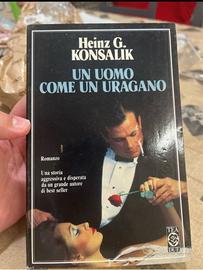 Heinz G.
KONSALIK
UN UOMO
COME UN URAGANO
Romanzo
Una storia
aggressiva e disperata
da un grande autore
di best seller
TEA
DUE